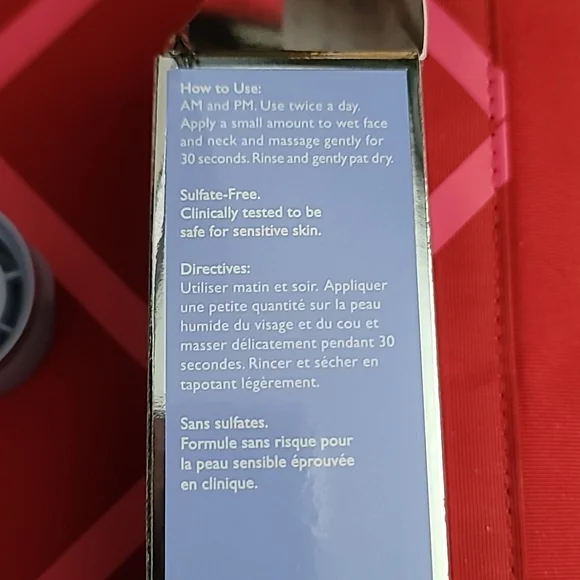 How to Use:
AM and PM. Use twice a day.
Apply a small amount to wet face
and neck and massage gently for
30 seconds. Rinse and gently pat dry.
Sulfate-Free.
Clinically tested to be
safe for sensitive skin.
Directives:
Utiliser matin et soir. Appliquer
une petite quantité sur la peau
humide du visage et du cou et
masser délicatement pendant 30
secondes. Rincer et sécher en
tapotant légèrement.
Sans sulfates.
Formule sans risque pour
la peau sensible éprouvée
en clinique.